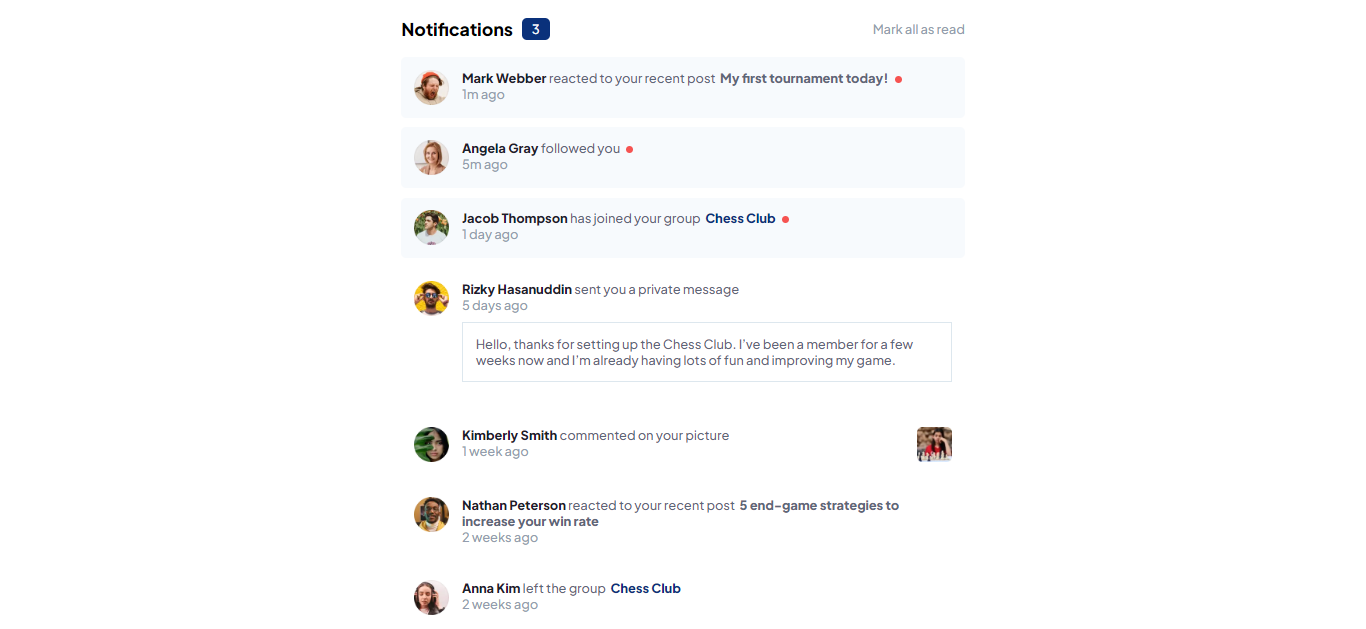 Notifications 3 Mark all as read
Mark Webber reacted to your recent post My first tournament today!
1m ago
Angela Gray followed you
5m ago
Jacob Thompson has joined your group Chess Club
1 day ago
Rizky Hasanuddin sent you a private message
5 days ago
Hello, thanks for setting up the Chess Club. I've been a member for a few
weeks now and I'm already having lots of fun and improving my game.
Kimberly Smith commented on your picture
1 week ago
Nathan Peterson reacted to your recent post 5 end-game strategies to
increase your win rate
2 weeks ago
Anna Kim left the group Chess Club
2 weeks ago